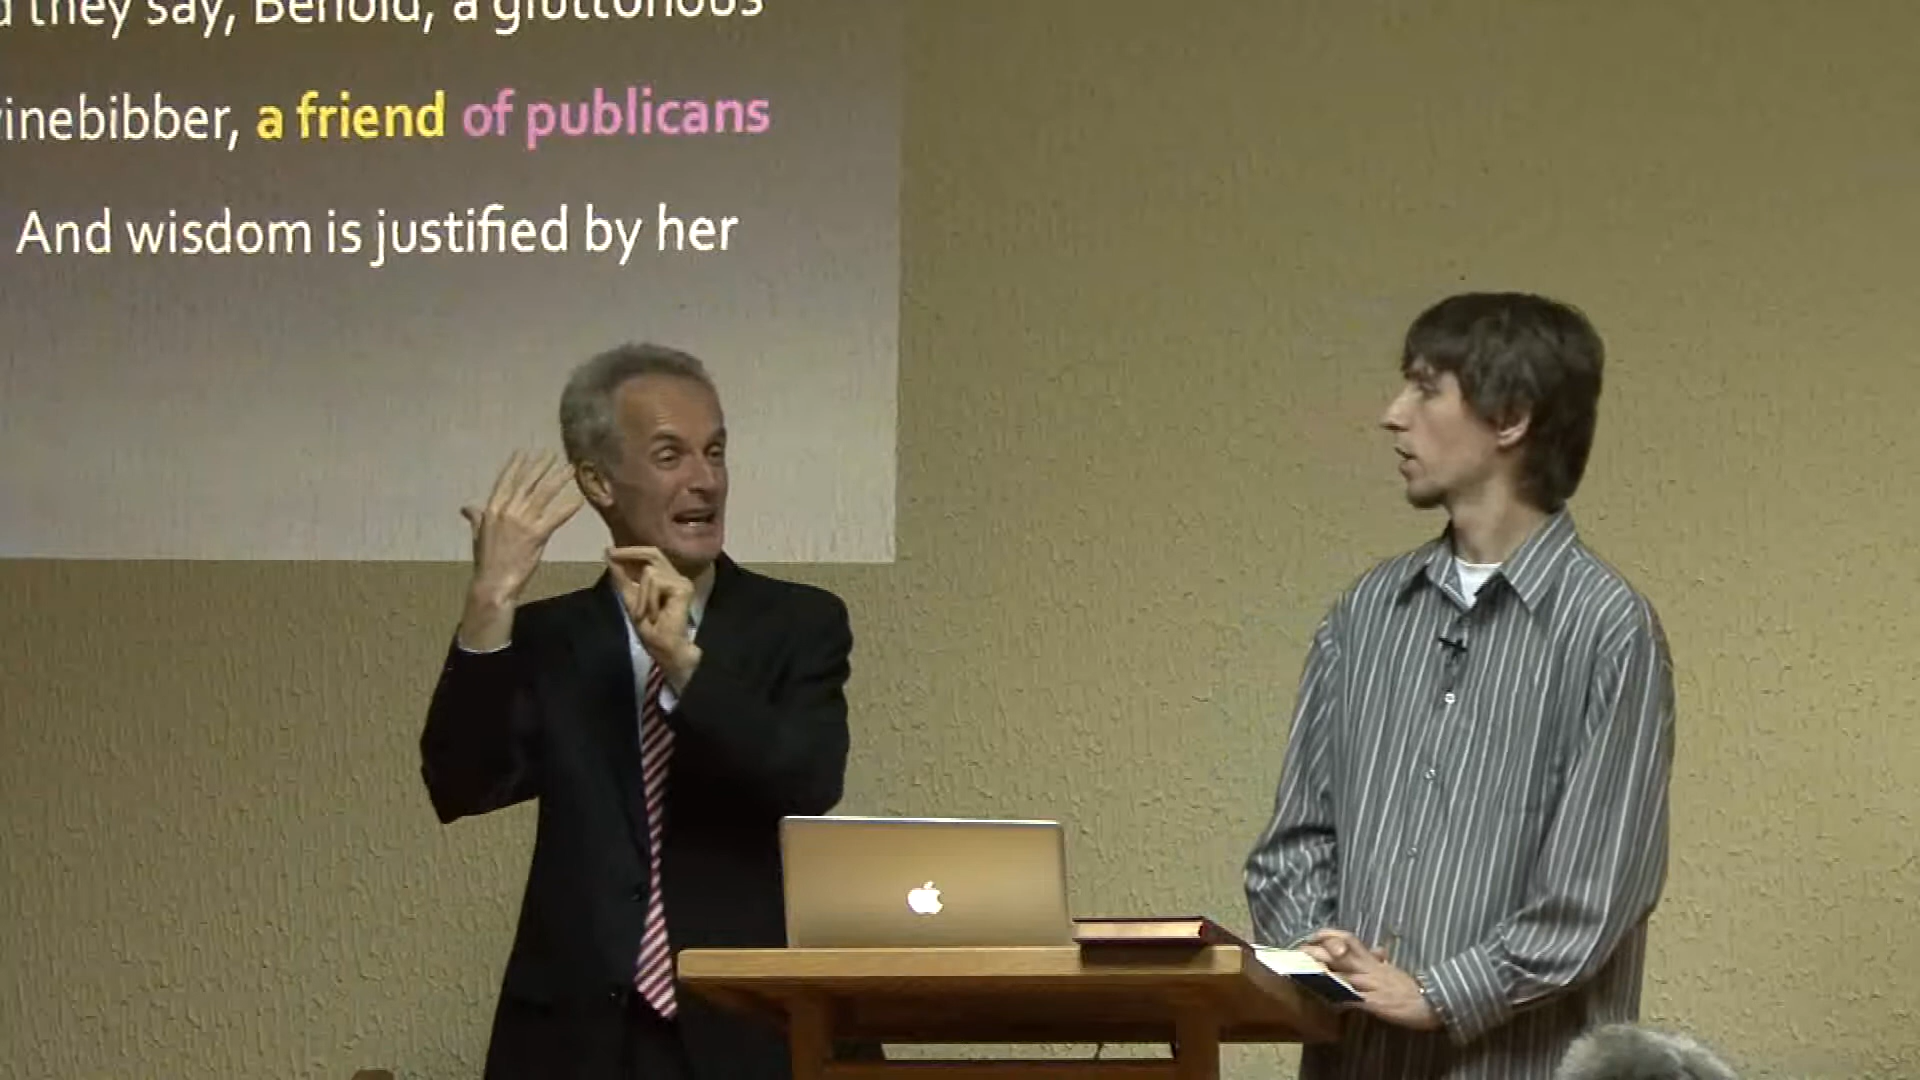 they say, Behold, a gluttonous
winebibber, a friend of publicans
And wisdom is justified by her